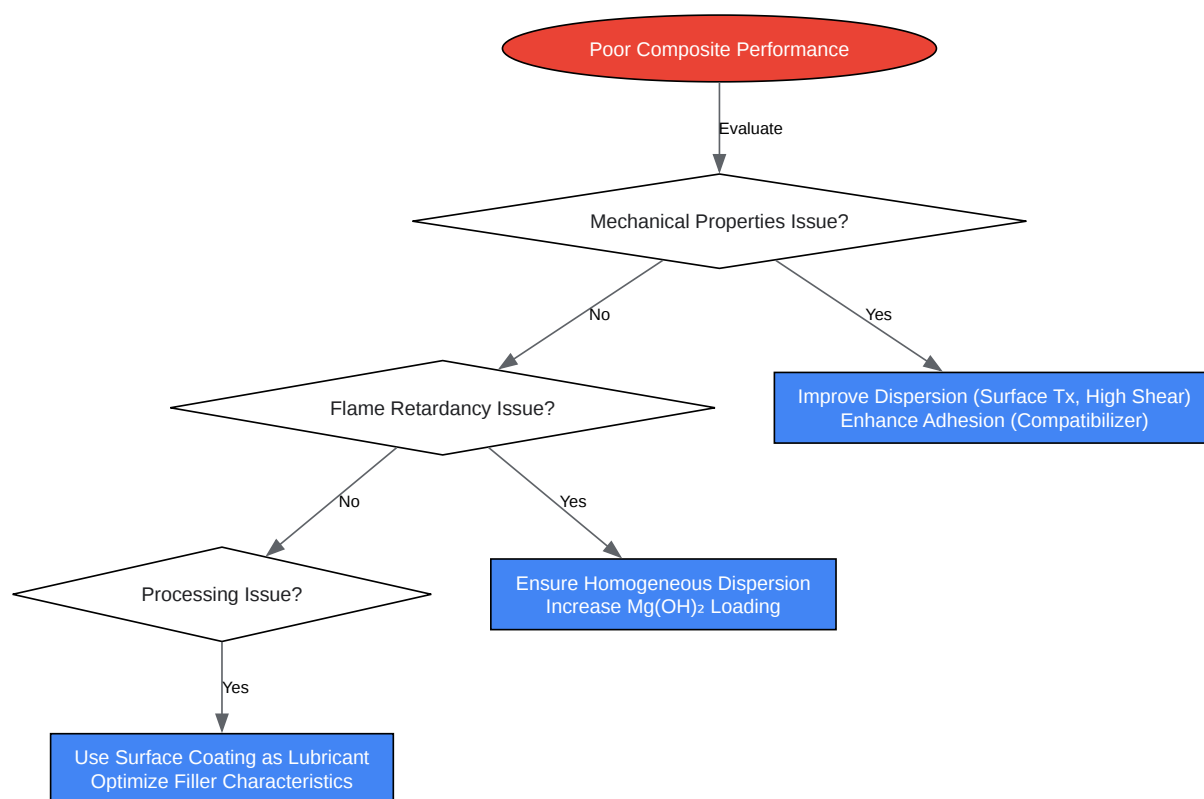 Poor Composite Performance
Evaluate
Mechanical Properties Issue?
No
Yes
Flame Retardancy Issue?
Improve Dispersion (Surface Tx, High Shear)
Enhance Adhesion (Compatibilizer)
No
Yes
Processing Issue?
Ensure Homogeneous Dispersion
Increase Mg(OH)₂ Loading
Yes
Use Surface Coating as Lubricant
Optimize Filler Characteristics